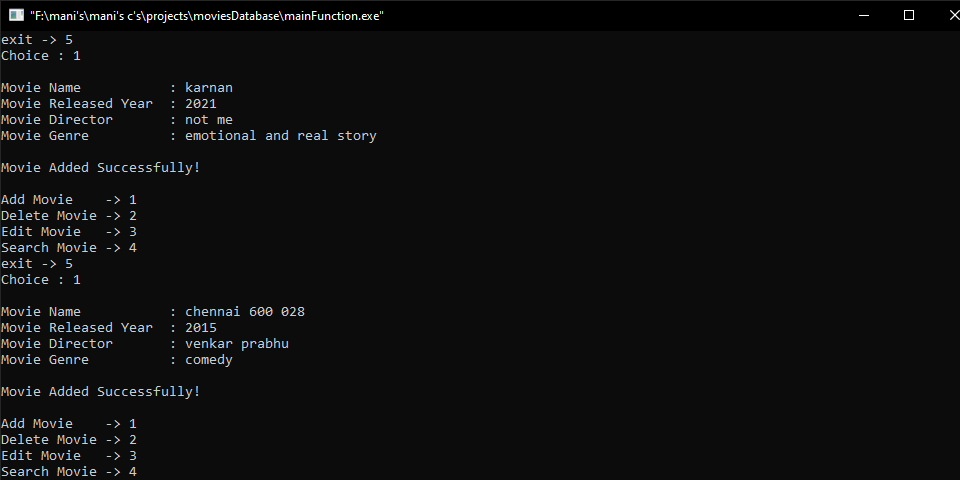 "F:\mani's\mani's c's\projects\moviesDatabase\mainFunction.exe"
exit -> 5
Choice : 1
Movie Name           : karnan
Movie Released Year  : 2021
Movie Director       : not me
Movie Genre          : emotional and real story
Movie Added Successfully!
Add Movie    -> 1
Delete Movie -> 2
Edit Movie   -> 3
Search Movie -> 4
exit -> 5
Choice : 1
Movie Name           : chennai 600 028
Movie Released Year  : 2015
Movie Director       : venkar prabhu
Movie Genre          : comedy
Movie Added Successfully!
Add Movie    -> 1
Delete Movie -> 2
Edit Movie   -> 3
Search Movie -> 4